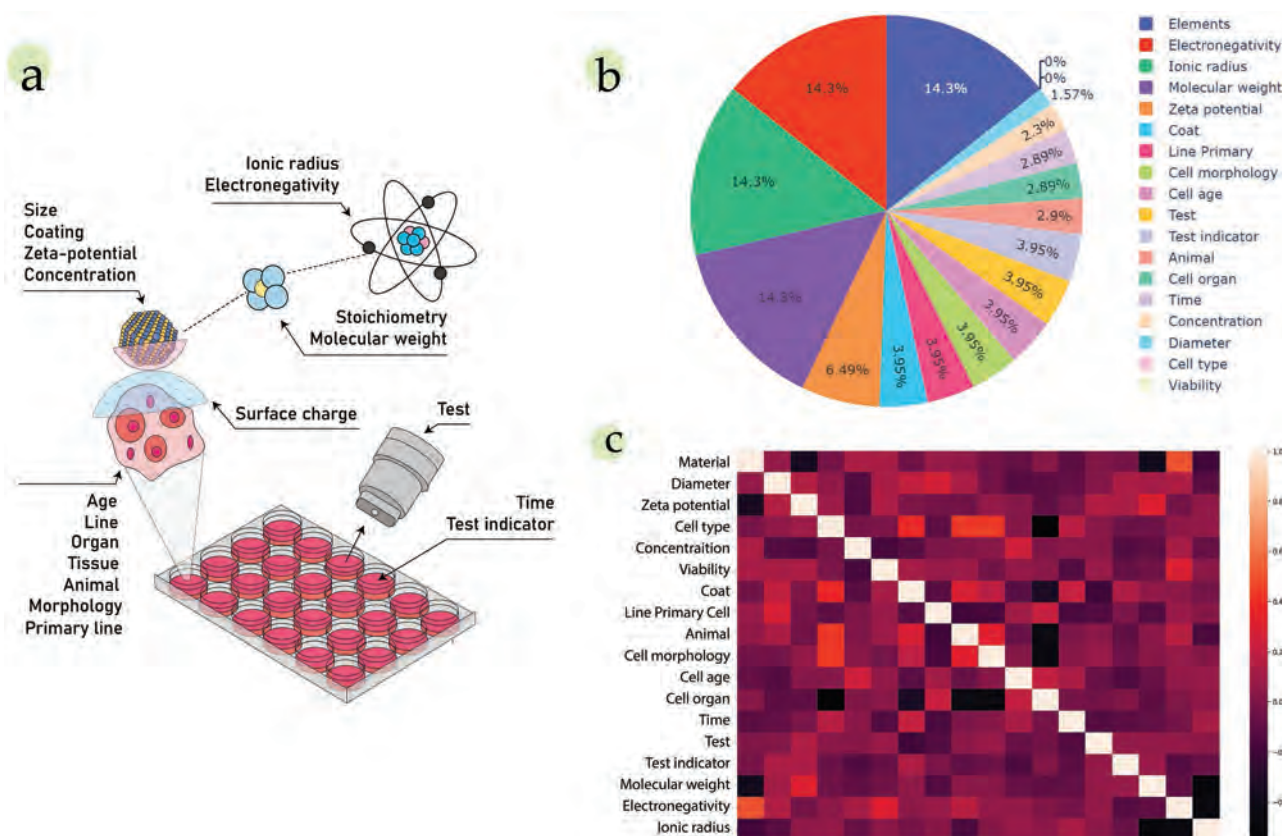 a
Ionic radius
Electronegativity
Size
Coating
Zeta-potential
Concentration
Stoichiometry
Molecular weight
Surface charge
Test
Age
Line
Organ
Tissue
Animal
Morphology
Primary line
Time
Test indicator
b
14.3%
14.3%
14.3%
14.3%
6.49%
3.95%
3.95%
3.95%
3.95%
3.95%
3.95%
2.9%
2.89%
2.89%
2.3%
1.57%
0%
0%
Elements
Electronegativity
Ionic radius
Molecular weight
Zeta potential
Coat
Line Primary
Cell morphology
Cell age
Test
Test indicator
Animal
Cell organ
Time
Concentration
Diameter
Cell type
Viability
c
Material
Diameter
Zeta potential
Cell type
Concentraition
Viability
Coat
Line Primary Cell
Animal
Cell morphology
Cell age
Cell organ
Time
Test
Test indicator
Molecular weight
Electronegativity
Ionic radius